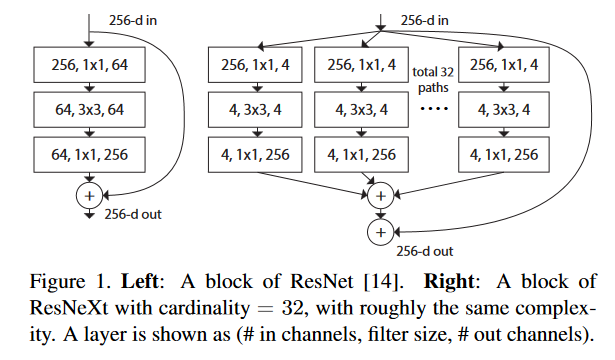 256-d in
256, 1x1, 64
64, 3x3, 64
64, 1x1, 256
+
256-d out
256-d in
256, 1x1, 4
256, 1x1, 4
total 32
paths
256, 1x1, 4
4, 3x3, 4
4, 3x3, 4
....
4, 3x3, 4
4, 1x1, 256
4, 1x1, 256
4, 1x1, 256
+
+
256-d out
Figure 1. Left: A block of ResNet [14]. Right: A block of
ResNeXt with cardinality = 32, with roughly the same complex-
ity. A layer is shown as (# in channels, filter size, # out channels).